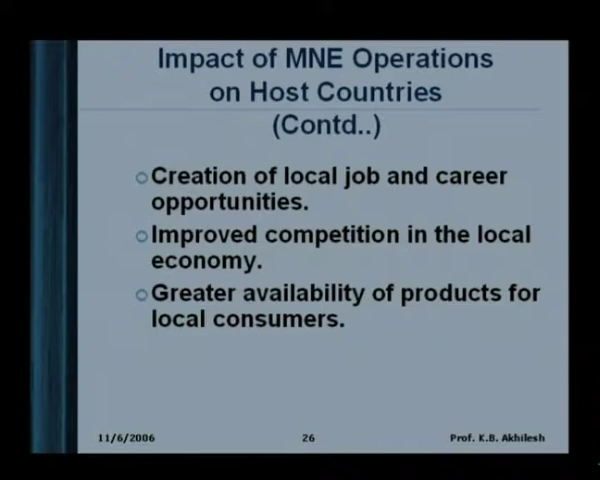 Impact of MNE Operations
on Host Countries
(Contd..)
Creation of local job and career
opportunities.
Improved competition in the local
economy.
Greater availability of products for
local consumers.
11/6/2006
26
Prof. K.B. Akhilesh